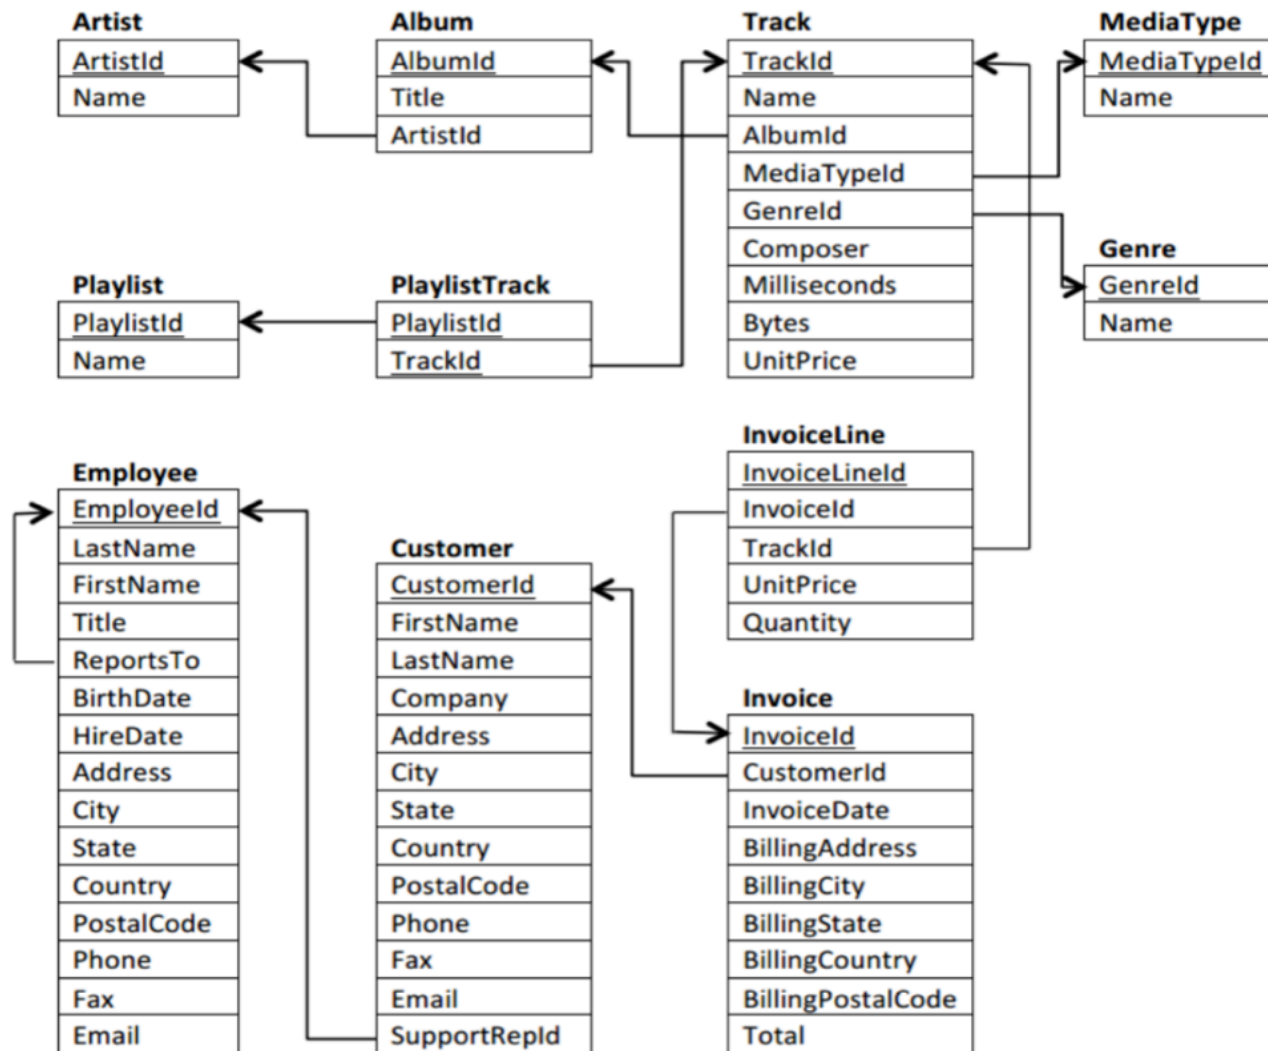 Artist
ArtistId
Name
Album
AlbumId
Title
ArtistId
Track
TrackId
Name
AlbumId
MediaTypeId
GenreId
Composer
Milliseconds
Bytes
UnitPrice
MediaType
MediaTypeId
Name
Genre
GenreId
Name
Playlist
PlaylistId
Name
PlaylistTrack
PlaylistId
TrackId
Employee
EmployeeId
LastName
FirstName
Title
ReportsTo
BirthDate
HireDate
Address
City
State
Country
PostalCode
Phone
Fax
Email
Customer
CustomerId
FirstName
LastName
Company
Address
City
State
Country
PostalCode
Phone
Fax
Email
SupportRepId
InvoiceLine
InvoiceLineId
InvoiceId
TrackId
UnitPrice
Quantity
Invoice
InvoiceId
CustomerId
InvoiceDate
BillingAddress
BillingCity
BillingState
BillingCountry
BillingPostalCode
Total